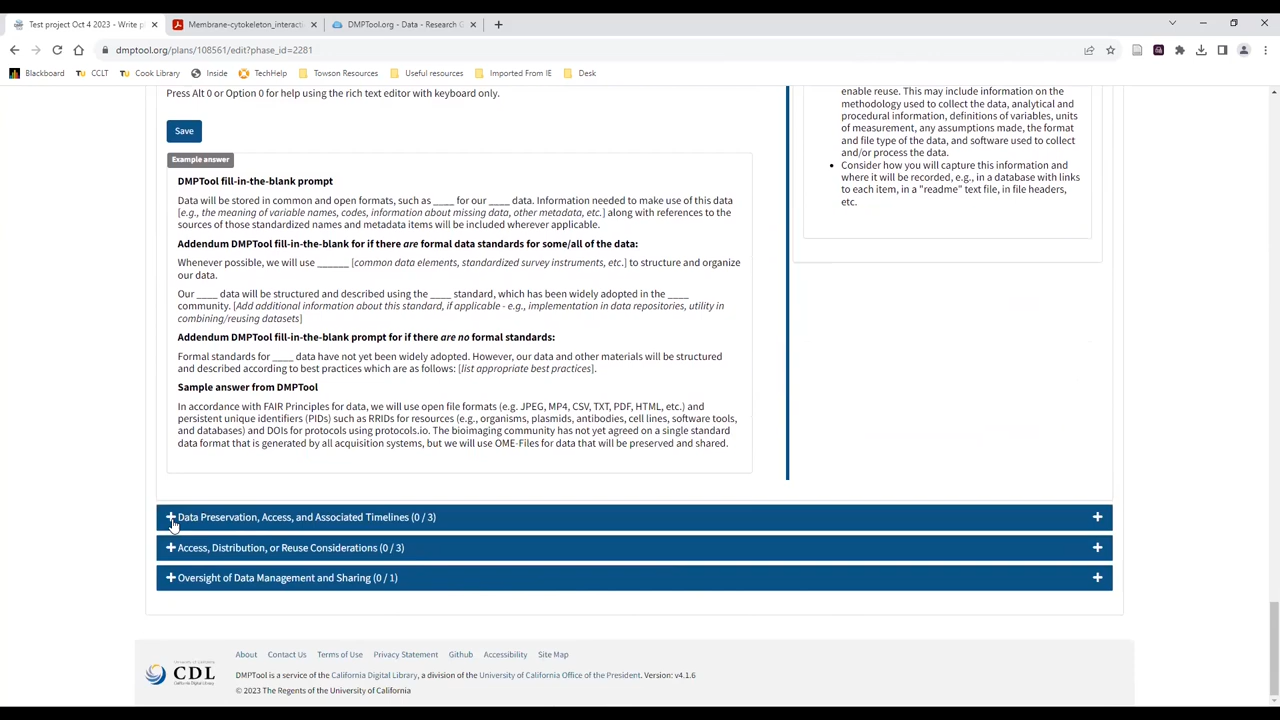 Test project Oct 4 2023 - Write p
Membrane-cytokeleton_interacti
DMPTool.org - Data - Research G
dmptool.org/plans/108561/edit?phase_id=2281
Blackboard
CCLT
Cook Library
Inside
TechHelp
Towson Resources
Useful resources
Imported From IE
Desk
Press Alt 0 or Option 0 for help using the rich text editor with keyboard only.
Save
Example answer
DMPTool fill-in-the-blank prompt
Data will be stored in common and open formats, such as ____ for our ____ data. Information needed to make use of this data
[e.g., the meaning of variable names, codes, information about missing data, other metadata, etc.] along with references to the
sources of those standardized names and metadata items will be included wherever applicable.
Addendum DMPTool fill-in-the-blank for if there are formal data standards for some/all of the data:
Whenever possible, we will use ______ [common data elements, standardized survey instruments, etc.] to structure and organize
our data.
Our ____ data will be structured and described using the ____ standard, which has been widely adopted in the ____
community. [Add additional information about this standard, if applicable - e.g., implementation in data repositories, utility in
combining/reusing datasets]
Addendum DMPTool fill-in-the-blank prompt for if there are no formal standards:
Formal standards for ____ data have not yet been widely adopted. However, our data and other materials will be structured
and described according to best practices which are as follows: [list appropriate best practices].
Sample answer from DMPTool
In accordance with FAIR Principles for data, we will use open file formats (e.g. JPEG, MP4, CSV, TXT, PDF, HTML, etc.) and
persistent unique identifiers (PIDs) such as RRIDs for resources (e.g., organisms, plasmids, antibodies, cell lines, software tools,
and databases) and DOIs for protocols using protocols.io. The bioimaging community has not yet agreed on a single standard
data format that is generated by all acquisition systems, but we will use OME-Files for data that will be preserved and shared.
enable reuse. This may include information on the
methodology used to collect the data, analytical and
procedural information, definitions of variables, units
of measurement, any assumptions made, the format
and file type of the data, and software used to collect
and/or process the data.
• Consider how you will capture this information and
where it will be recorded, e.g., in a database with links
to each item, in a "readme" text file, in file headers,
etc.
Data Preservation, Access, and Associated Timelines (0 / 3)
Access, Distribution, or Reuse Considerations (0 / 3)
Oversight of Data Management and Sharing (0 / 1)
CDL
About
Contact Us
Terms of Use
Privacy Statement
Github
Accessibility
Site Map
DMPTool is a service of the California Digital Library, a division of the University of California Office of the President. Version: v4.1.6
© 2023 The Regents of the University of California